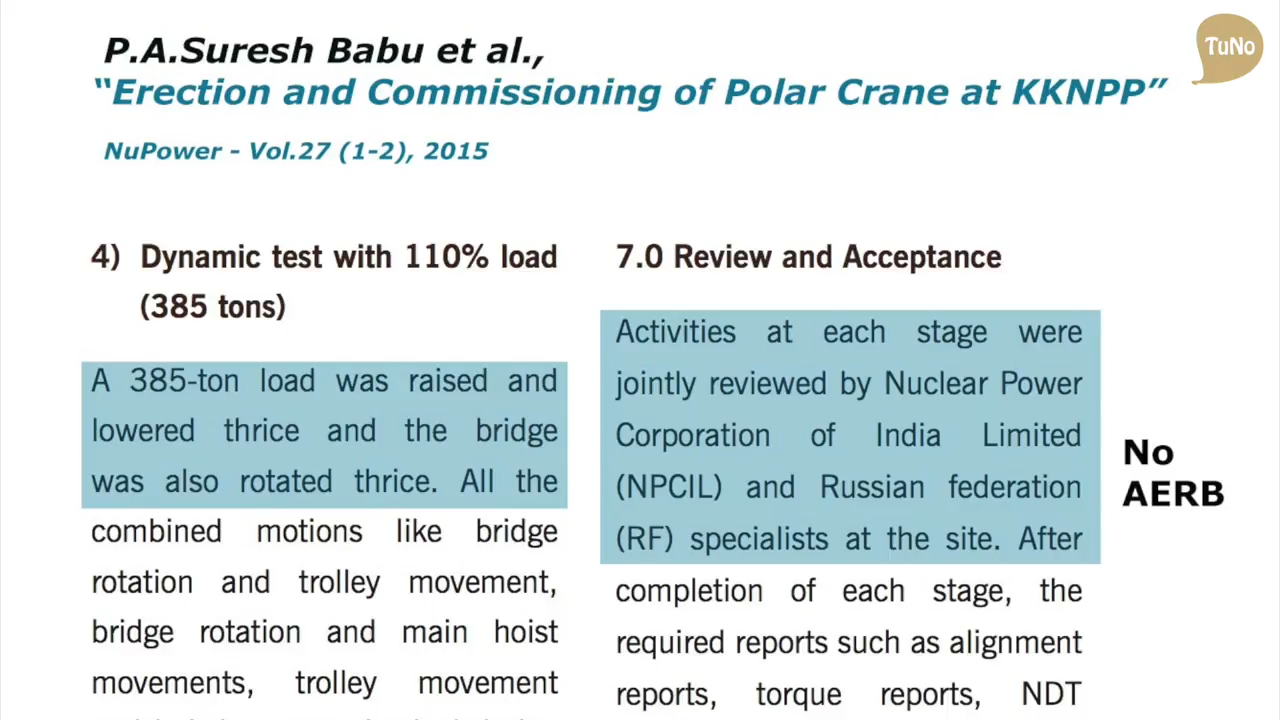 TuNo
P.A.Suresh Babu et al.,
“Erection and Commissioning of Polar Crane at KKNPP”
NuPower - Vol.27 (1-2), 2015
4) Dynamic test with 110% load
(385 tons)
A 385-ton load was raised and
lowered thrice and the bridge
was also rotated thrice. All the
combined motions like bridge
rotation and trolley movement,
bridge rotation and main hoist
movements, trolley movement
7.0 Review and Acceptance
Activities at each stage were
jointly reviewed by Nuclear Power
Corporation of India Limited
(NPCIL) and Russian federation
(RF) specialists at the site. After
completion of each stage, the
required reports such as alignment
reports, torque reports, NDT
No
AERB